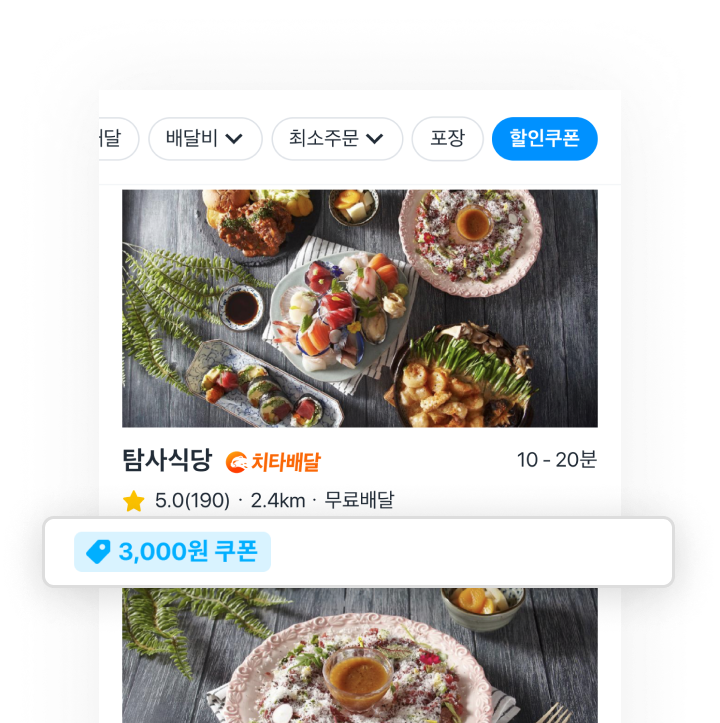 배달비
최소주문
포장
할인쿠폰
탐사식당 치타배달 10 - 20분
5.0(190) · 2.4km · 무료배달
3,000원 쿠폰